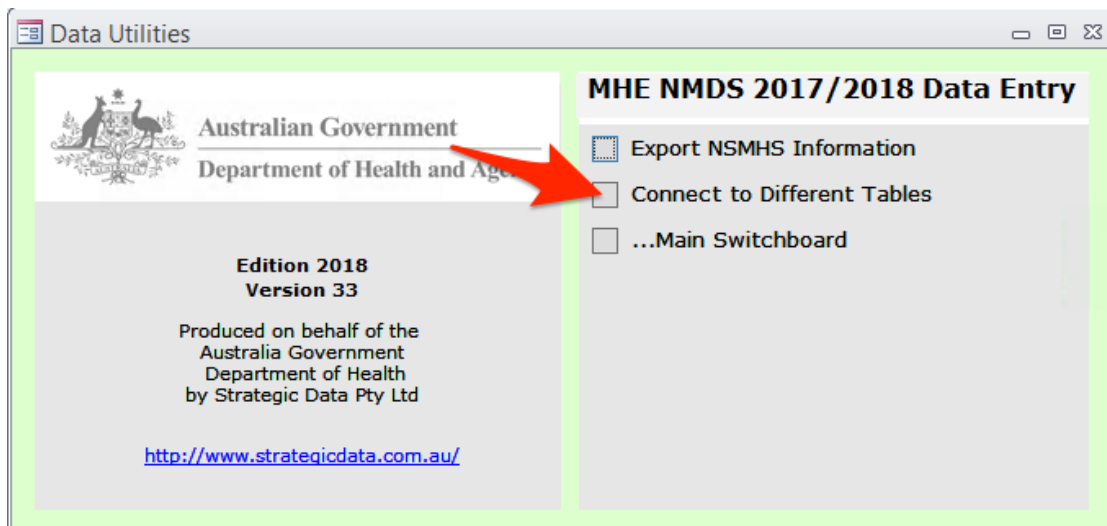 Data Utilities
Australian Government
Department of Health and Age
MHE NMDS 2017/2018 Data Entry
Export NSMHS Information
Connect to Different Tables
...Main Switchboard
Edition 2018
Version 33
Produced on behalf of the
Australia Government
Department of Health
by Strategic Data Pty Ltd
http://www.strategicdata.com.au/